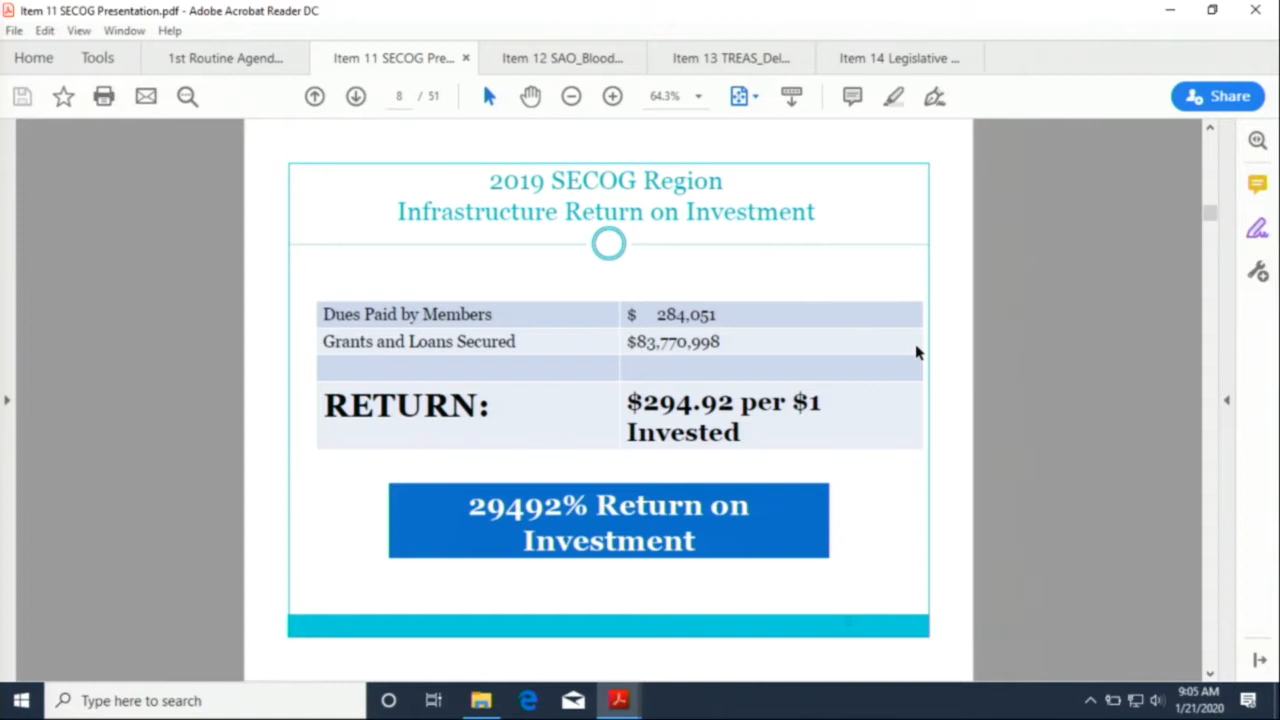 Item 11 SECOG Presentation.pdf - Adobe Acrobat Reader DC
File Edit View Window Help
Home Tools 1st Routine Agend... Item 11 SECOG Pre... × Item 12 SAO_Blood... Item 13 TREAS_Del... Item 14 Legislative ...
8 / 51 64.3% Share
2019 SECOG Region
Infrastructure Return on Investment
Dues Paid by Members $ 284,051
Grants and Loans Secured $83,770,998
RETURN: $294.92 per $1
Invested
29492% Return on
Investment
Type here to search
9:05 AM
1/21/2020